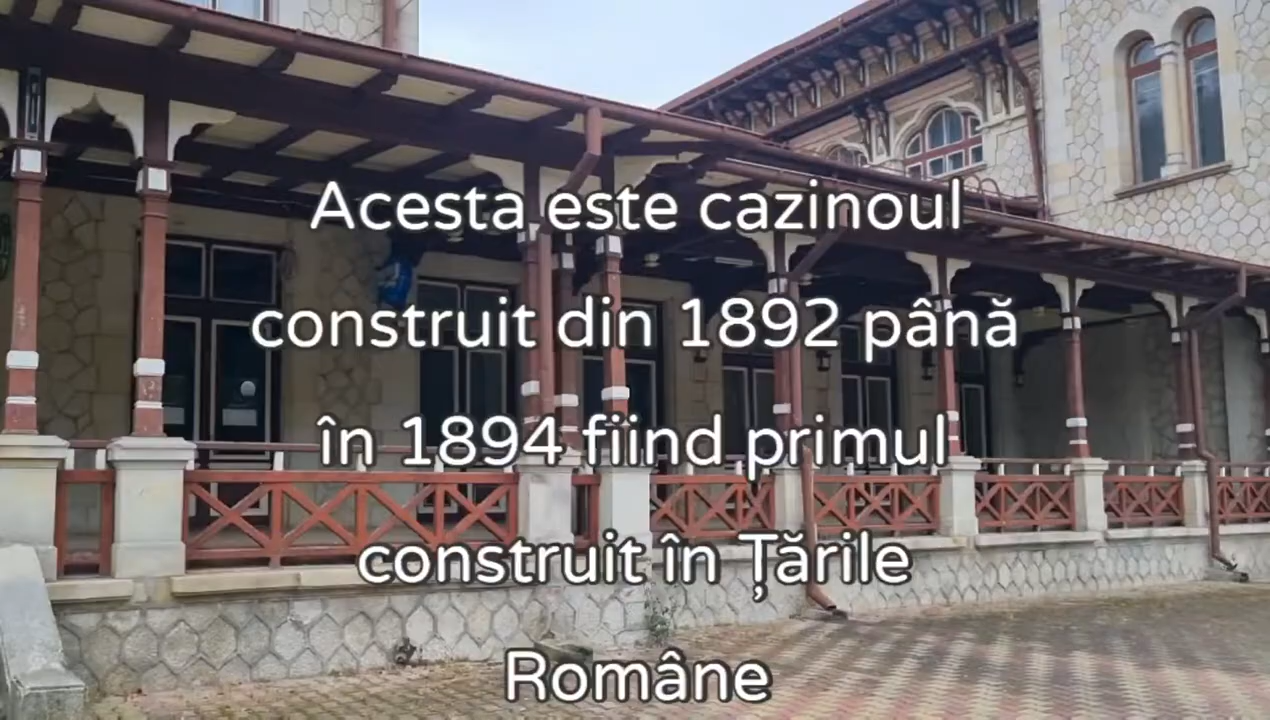 Acesta este cazinoul
construit din 1892 până
în 1894 fiind primul
construit în Țările
Române